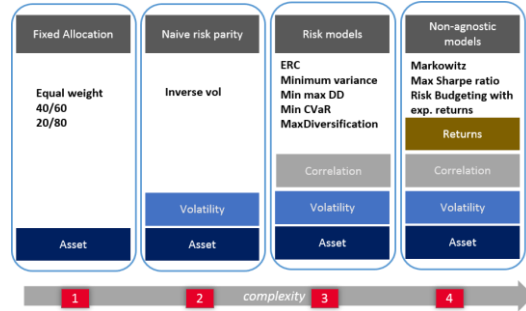 Fixed Allocation
Equal weight
40/60
20/80
Asset
Naive risk parity
Inverse vol
Volatility
Asset
Risk models
ERC
Minimum variance
Min max DD
Min CVaR
MaxDiversification
Correlation
Volatility
Asset
Non-agnostic
models
Markowitz
Max Sharpe ratio
Risk Budgeting with
exp. returns
Returns
Correlation
Volatility
Asset
1
2
complexity
3
4